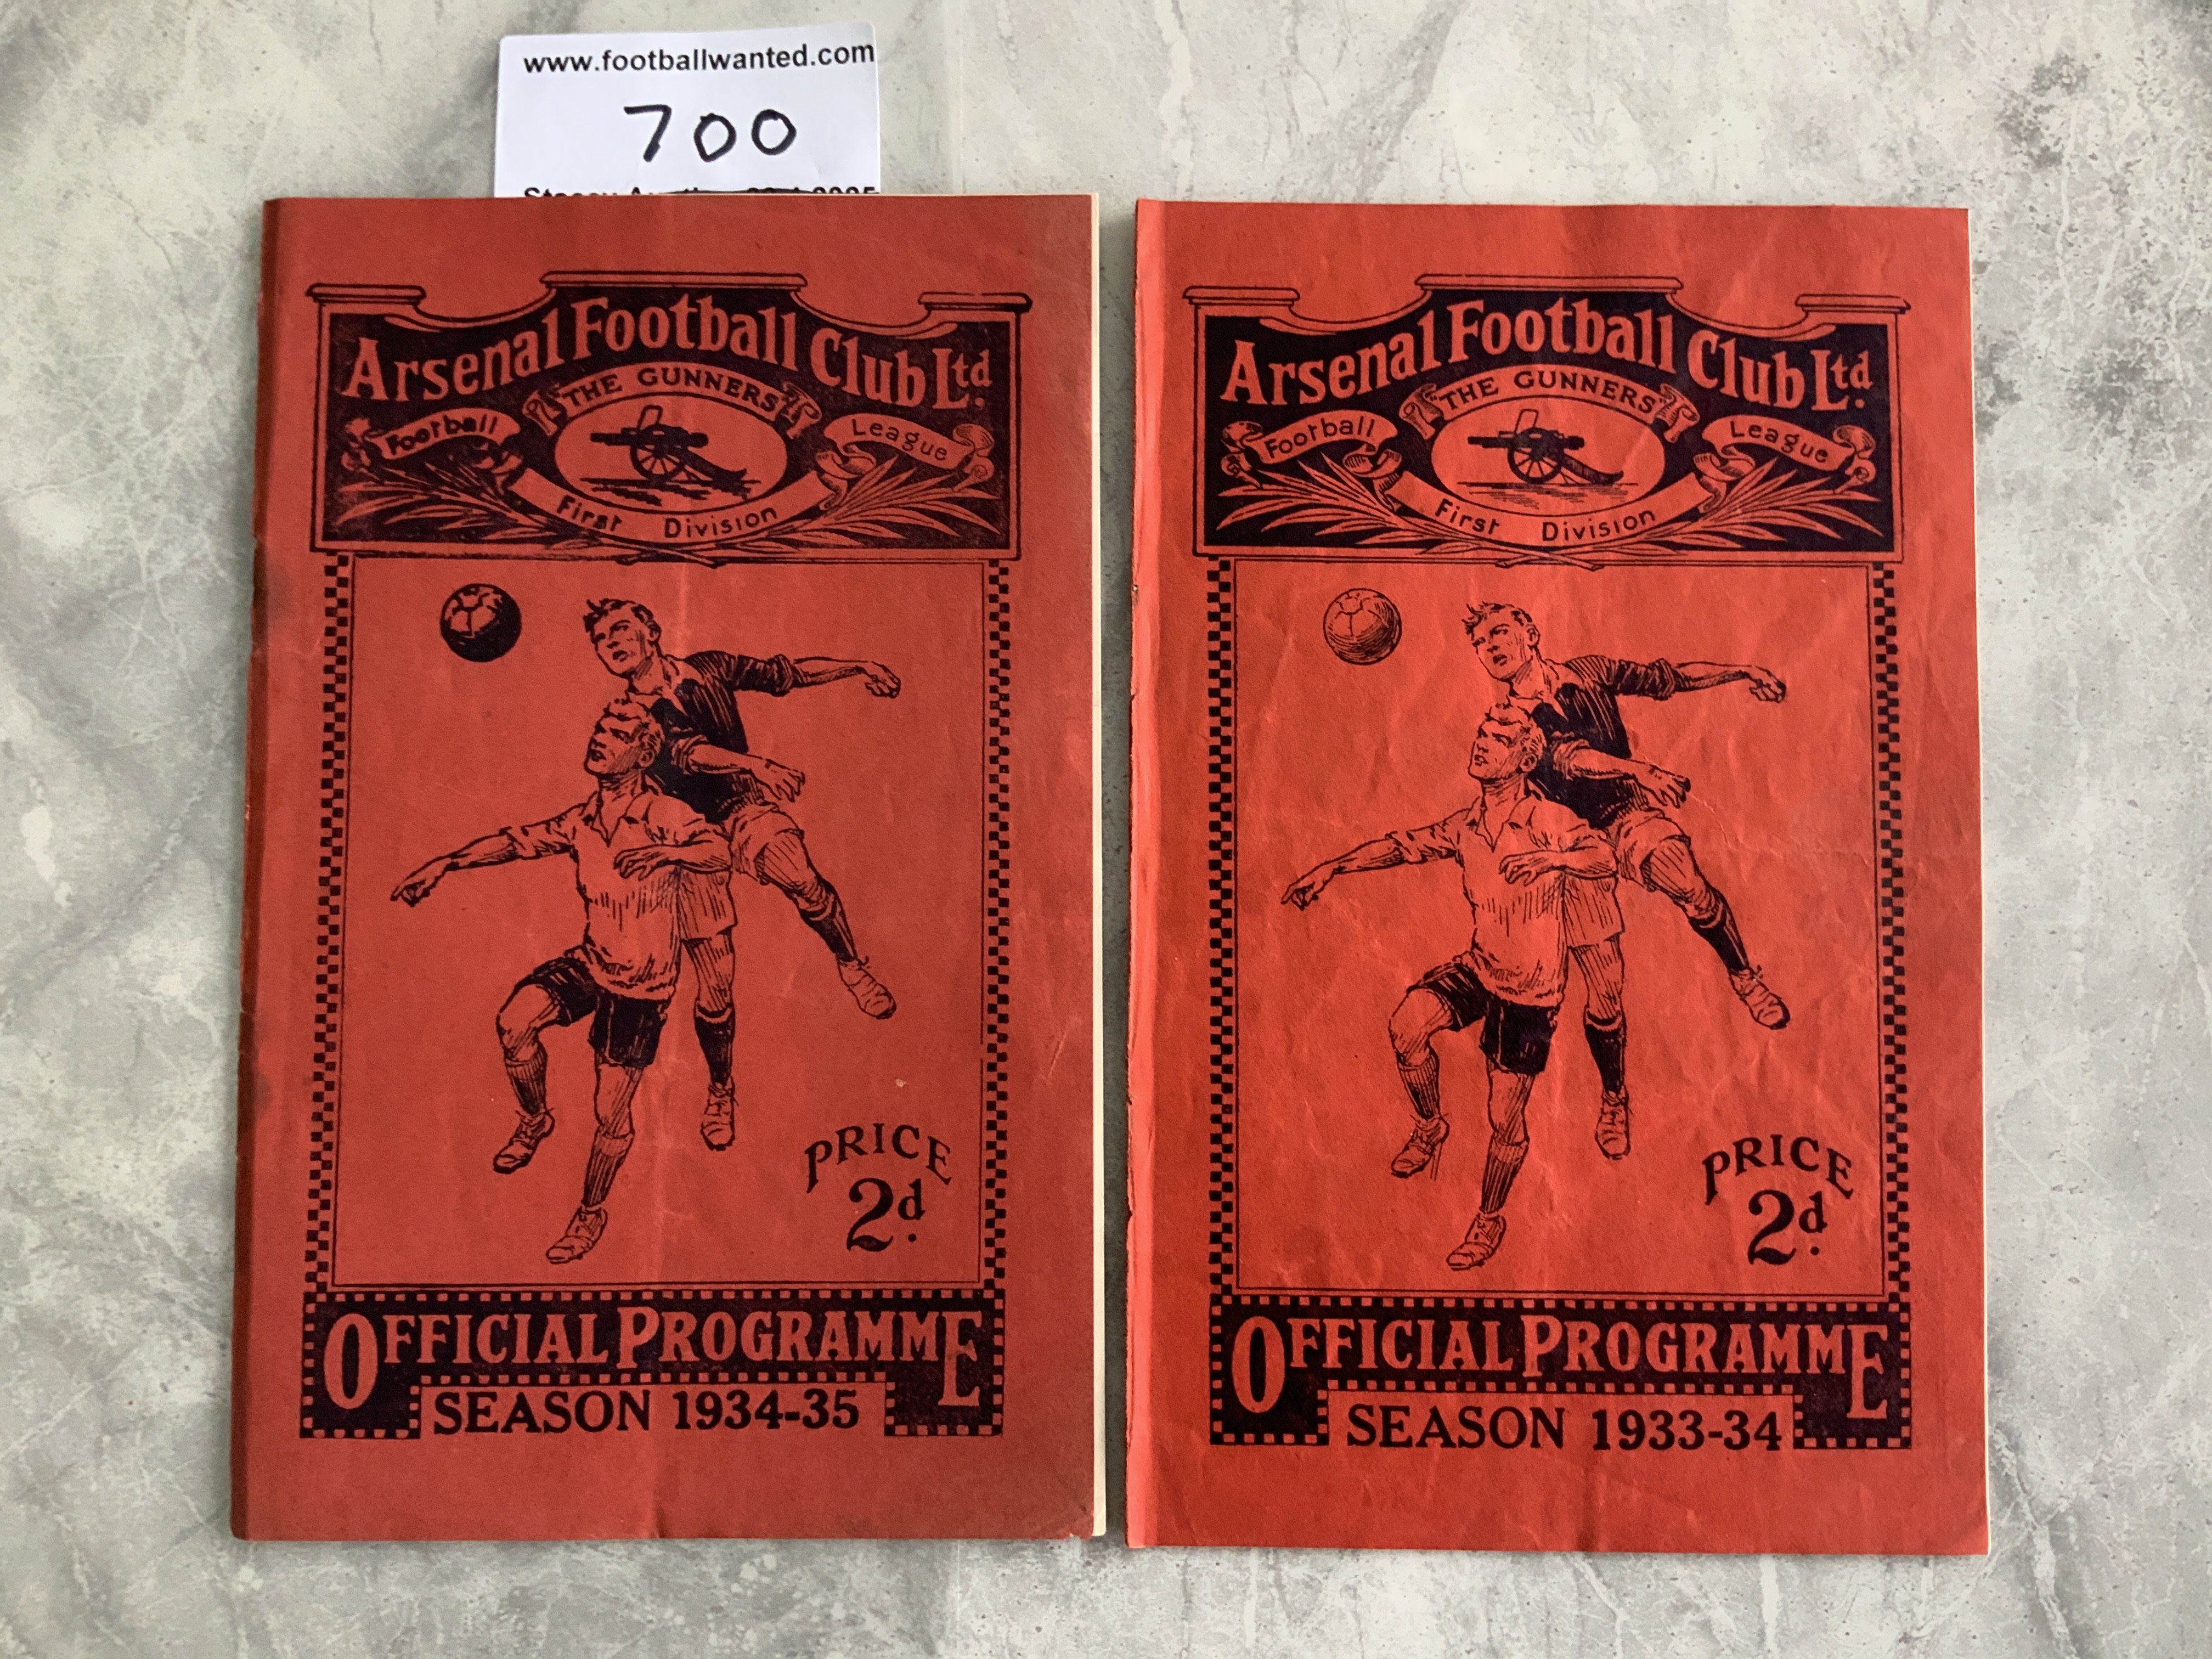 www.footballwanted.com
700
Arsenal Football Club Ltd.
"THE GUNNERS"
Football League
First Division
PRICE
2d.
OFFICIAL PROGRAMME
SEASON 1934-35
Arsenal Football Club Ltd.
"THE GUNNERS"
Football League
First Division
PRICE
2d.
OFFICIAL PROGRAMME
SEASON 1933-34